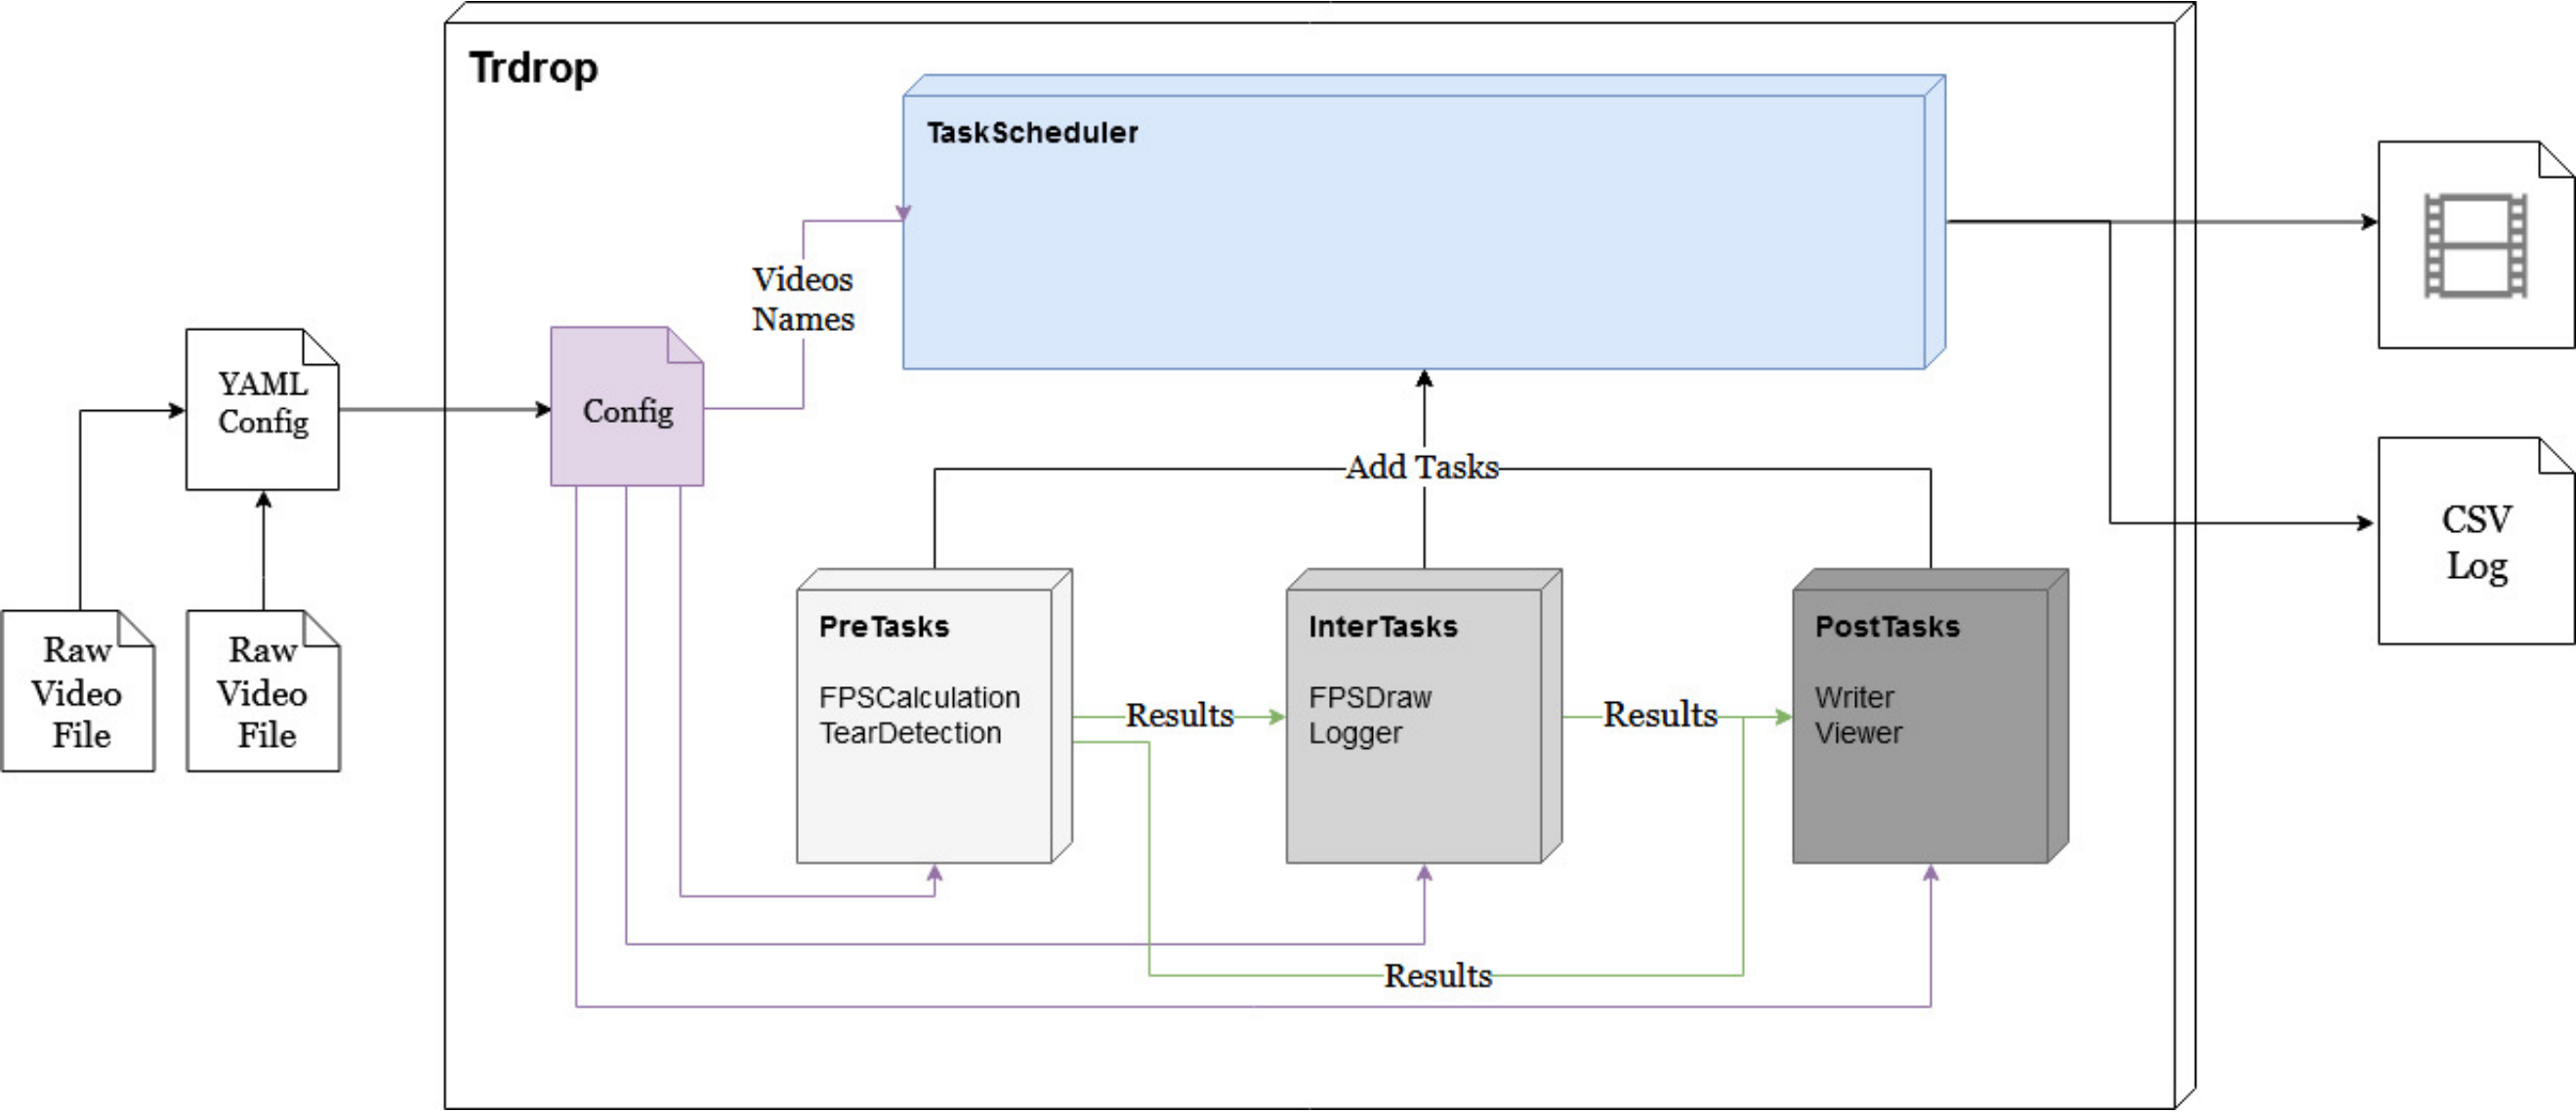 Trdrop
TaskScheduler
Videos
Names
YAML
Config
Config
Add Tasks
CSV
Log
Raw
Video
File
Raw
Video
File
PreTasks
FPSCalculation
TearDetection
Results
InterTasks
FPSDraw
Logger
Results
PostTasks
Writer
Viewer
Results